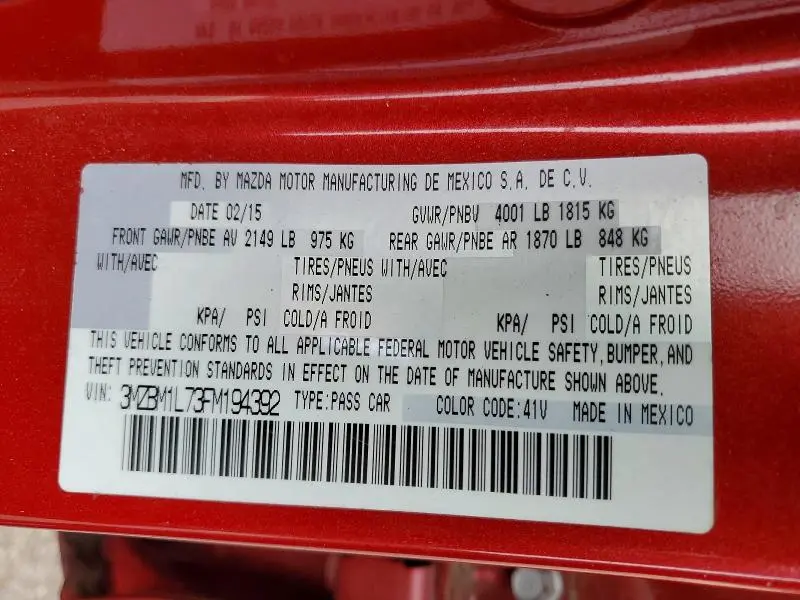 MFD. BY MAZDA MOTOR MANUFACTURING DE MEXICO S.A. DE C.V.
DATE 02/15 GVWR/PNBV 4001 LB 1815 KG
FRONT GAWR/PNBE AV 2149 LB 975 KG REAR GAWR/PNBE AR 1870 LB 848 KG
WITH/AVEC TIRES/PNEUS WITH/AVEC TIRES/PNEUS
RIMS/JANTES RIMS/JANTES
KPA/ PSI COLD/A FROID KPA/ PSI COLD/A FROID
THIS VEHICLE CONFORMS TO ALL APPLICABLE FEDERAL MOTOR VEHICLE SAFETY, BUMPER, AND
THEFT PREVENTION STANDARDS IN EFFECT ON THE DATE OF MANUFACTURE SHOWN ABOVE.
VIN: 3MZBM1L73FM194392 TYPE:PASS CAR COLOR CODE:41V MADE IN MEXICO